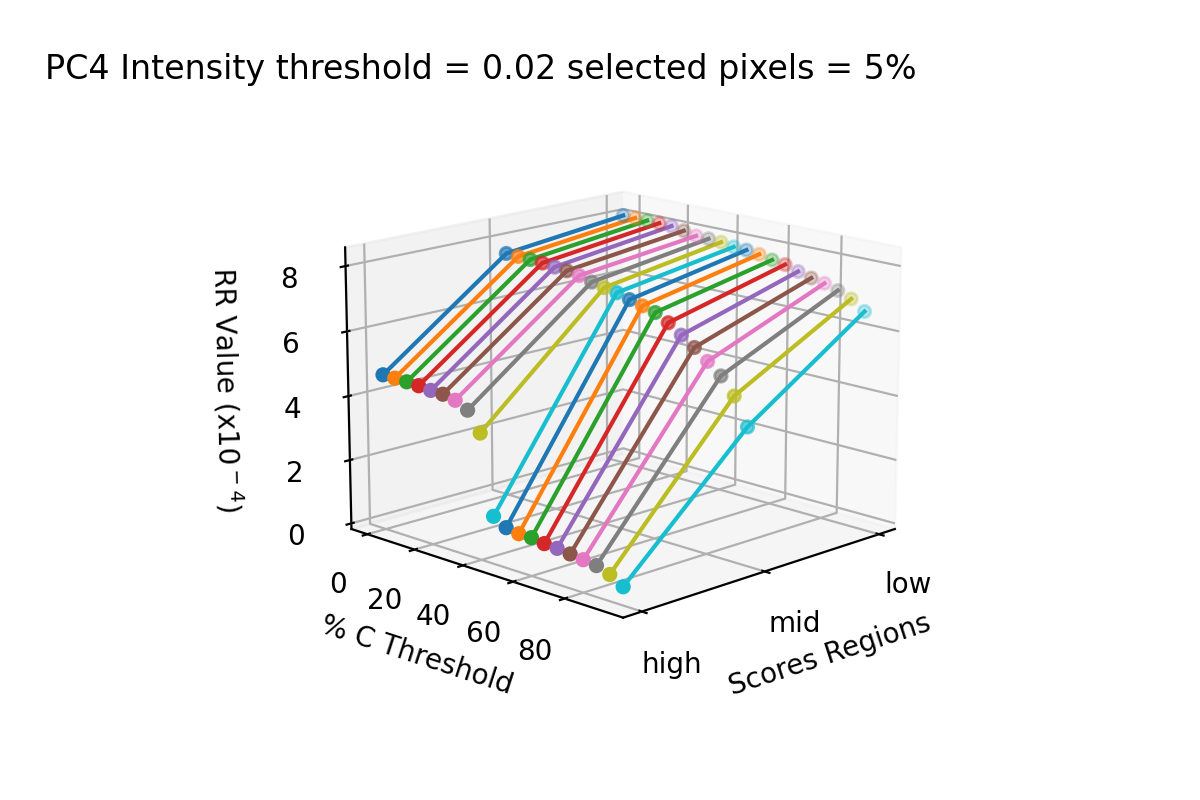 PC4 Intensity threshold = 0.02 selected pixels = 5%
RR Value (x10⁻⁴)
8
6
4
2
0
0
20
40
60
80
% C Threshold
high
mid
low
Scores Regions